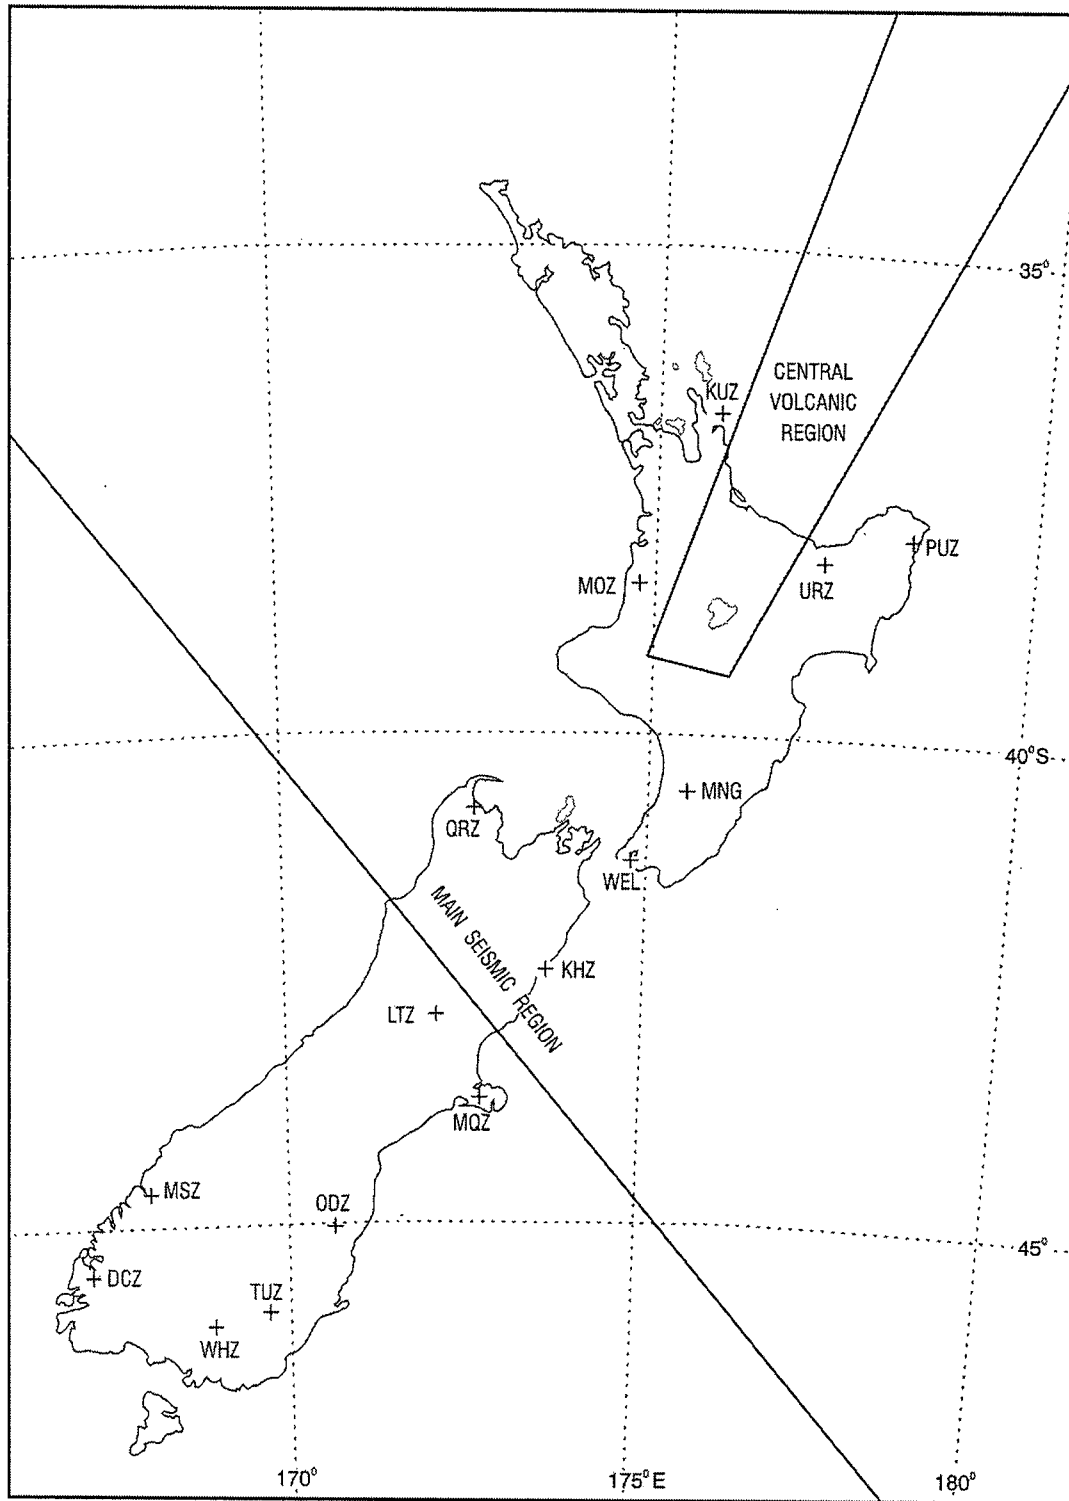 35°
CENTRAL
VOLCANIC
REGION
KUZ
PUZ
URZ
MOZ
40°S
MNG
QRZ
WEL
MAIN SEISMIC REGION
KHZ
LTZ
MQZ
MSZ
ODZ
45°
DCZ
TUZ
WHZ
170°
175°E
180°